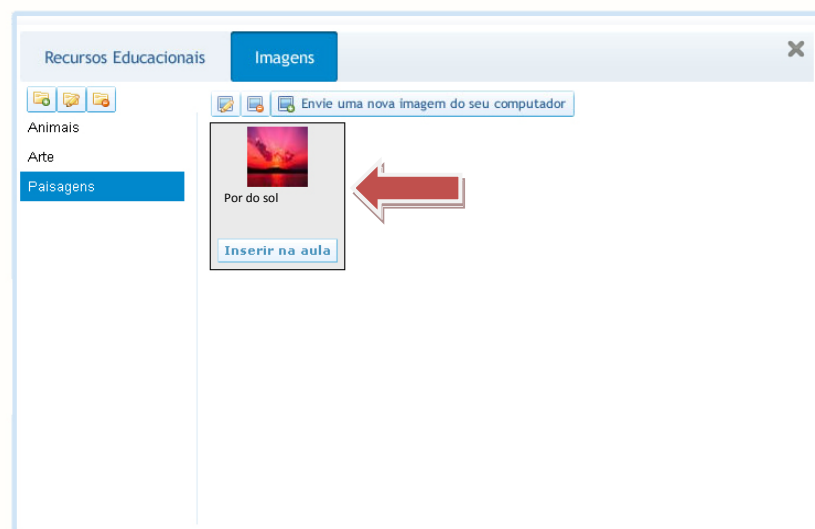 Recursos Educacionais
Imagens
Envie uma nova imagem do seu computador
Animais
Arte
Paisagens
Por do sol
Inserir na aula